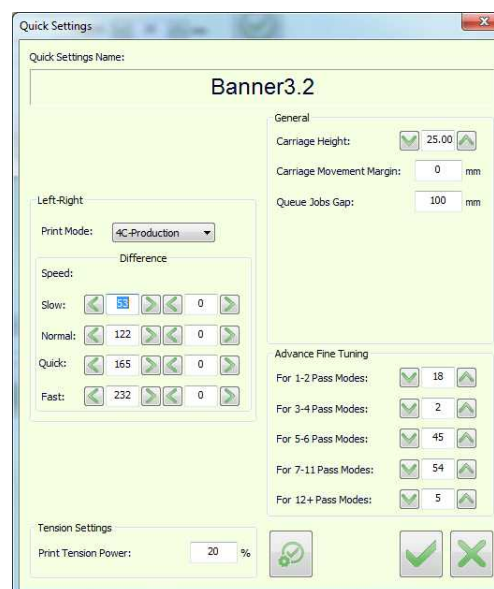 Quick Settings
Quick Settings Name:
Banner3.2
General
Carriage Height: 25.00
Carriage Movement Margin: 0 mm
Queue Jobs Gap: 100 mm
Left-Right
Print Mode: 4C-Production
Difference
Speed:
Slow: 53 0
Normal: 122 0
Quick: 165 0
Fast: 232 0
Advance Fine Tuning
For 1-2 Pass Modes: 18
For 3-4 Pass Modes: 2
For 5-6 Pass Modes: 45
For 7-11 Pass Modes: 54
For 12+ Pass Modes: 5
Tension Settings
Print Tension Power: 20 %